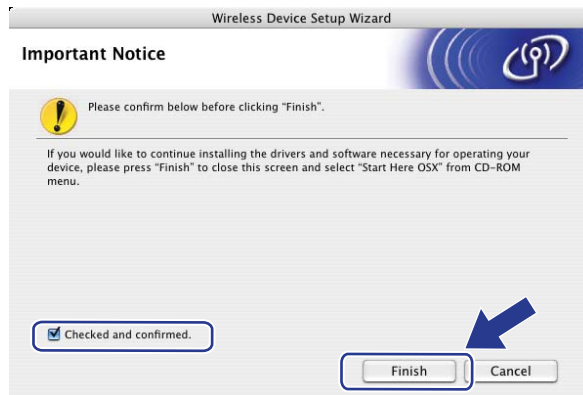 Wireless Device Setup Wizard
Important Notice
Please confirm below before clicking "Finish".
If you would like to continue installing the drivers and software necessary for operating your
device, please press "Finish" to close this screen and select "Start Here OSX" from CD-ROM
menu.
Checked and confirmed.
Finish
Cancel